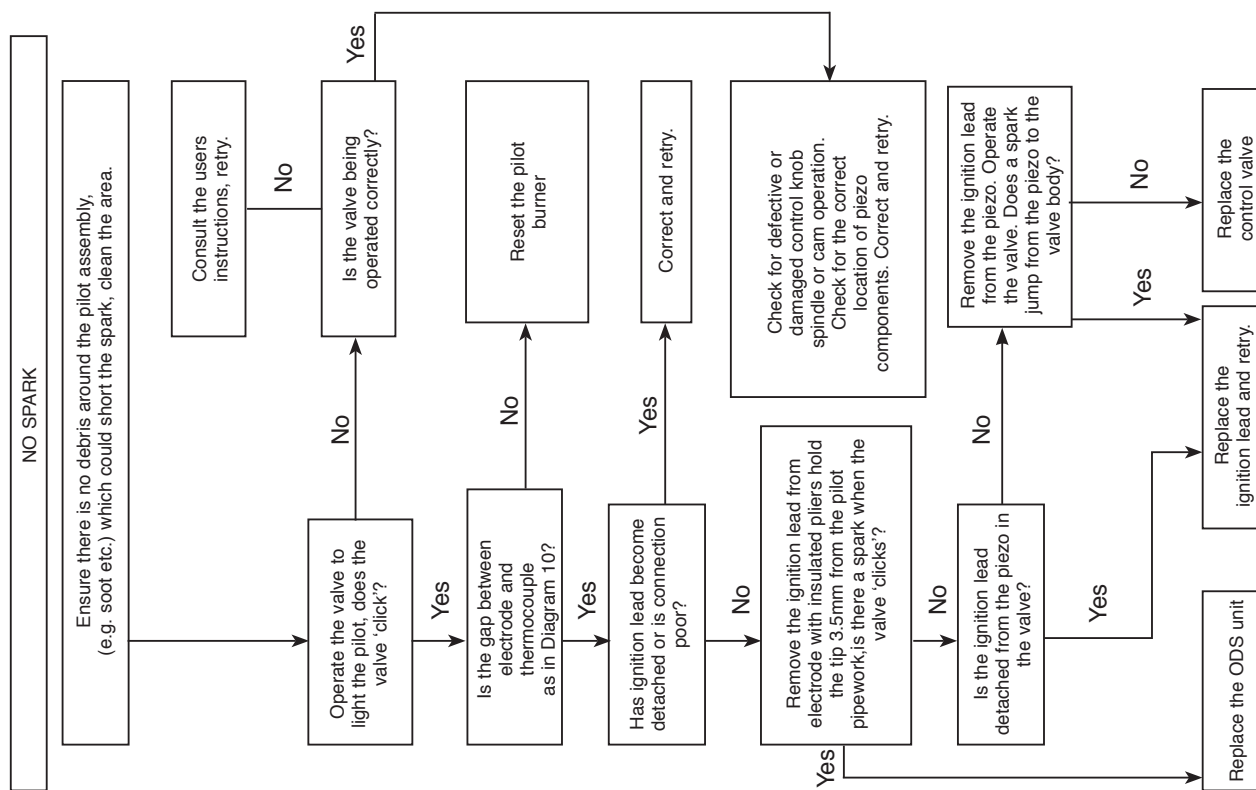 NO SPARK
Ensure there is no debris around the pilot assembly,
(e.g. soot etc.) which could short the spark, clean the area.
Operate the valve to
light the pilot, does the
valve ‘click’?
No
Is the valve being
operated correctly?
No
Consult the users
instructions, retry.
Yes
Yes
Is the gap between
electrode and
thermocouple
as in Diagram 10?
No
Reset the pilot
burner
Yes
Has ignition lead become
detached or is connection
poor?
Yes
Correct and retry.
No
Remove the ignition lead from
electrode with insulated pliers hold
the tip 3.5mm from the pilot
pipework,is there a spark when the
valve ‘clicks’?
Check for defective or
damaged control knob
spindle or cam operation.
Check for the correct
location of piezo
components. Correct and retry.
Yes
No
Is the ignition lead
detached from the piezo in
the valve?
No
Remove the ignition lead
from the piezo. Operate
the valve. Does a spark
jump from the piezo to the
valve body?
Yes
Yes
No
Replace the ODS unit
Replace the
ignition lead and retry.
Replace the
control valve